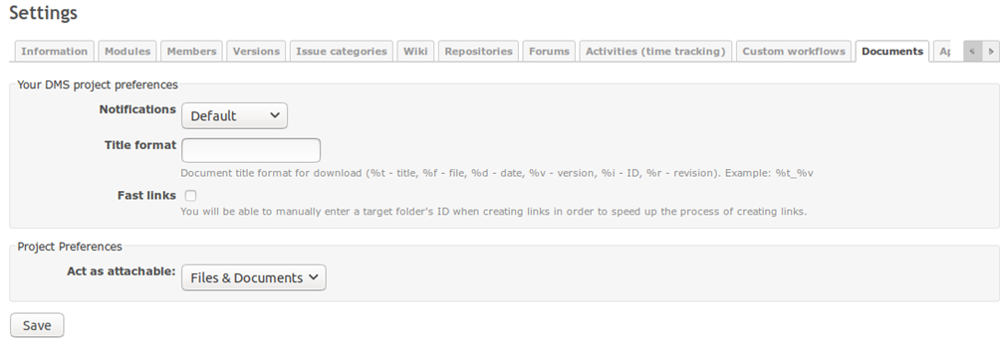 Settings
Information Modules Members Versions Issue categories Wiki Repositories Forums Activities (time tracking) Custom workflows Documents
Your DMS project preferences
Notifications Default
Title format
Document title format for download (%t - title, %f - file, %d - date, %v - version, %i - ID, %r - revision). Example: %t_%v
Fast links
You will be able to manually enter a target folder's ID when creating links in order to speed up the process of creating links.
Project Preferences
Act as attachable: Files & Documents
Save